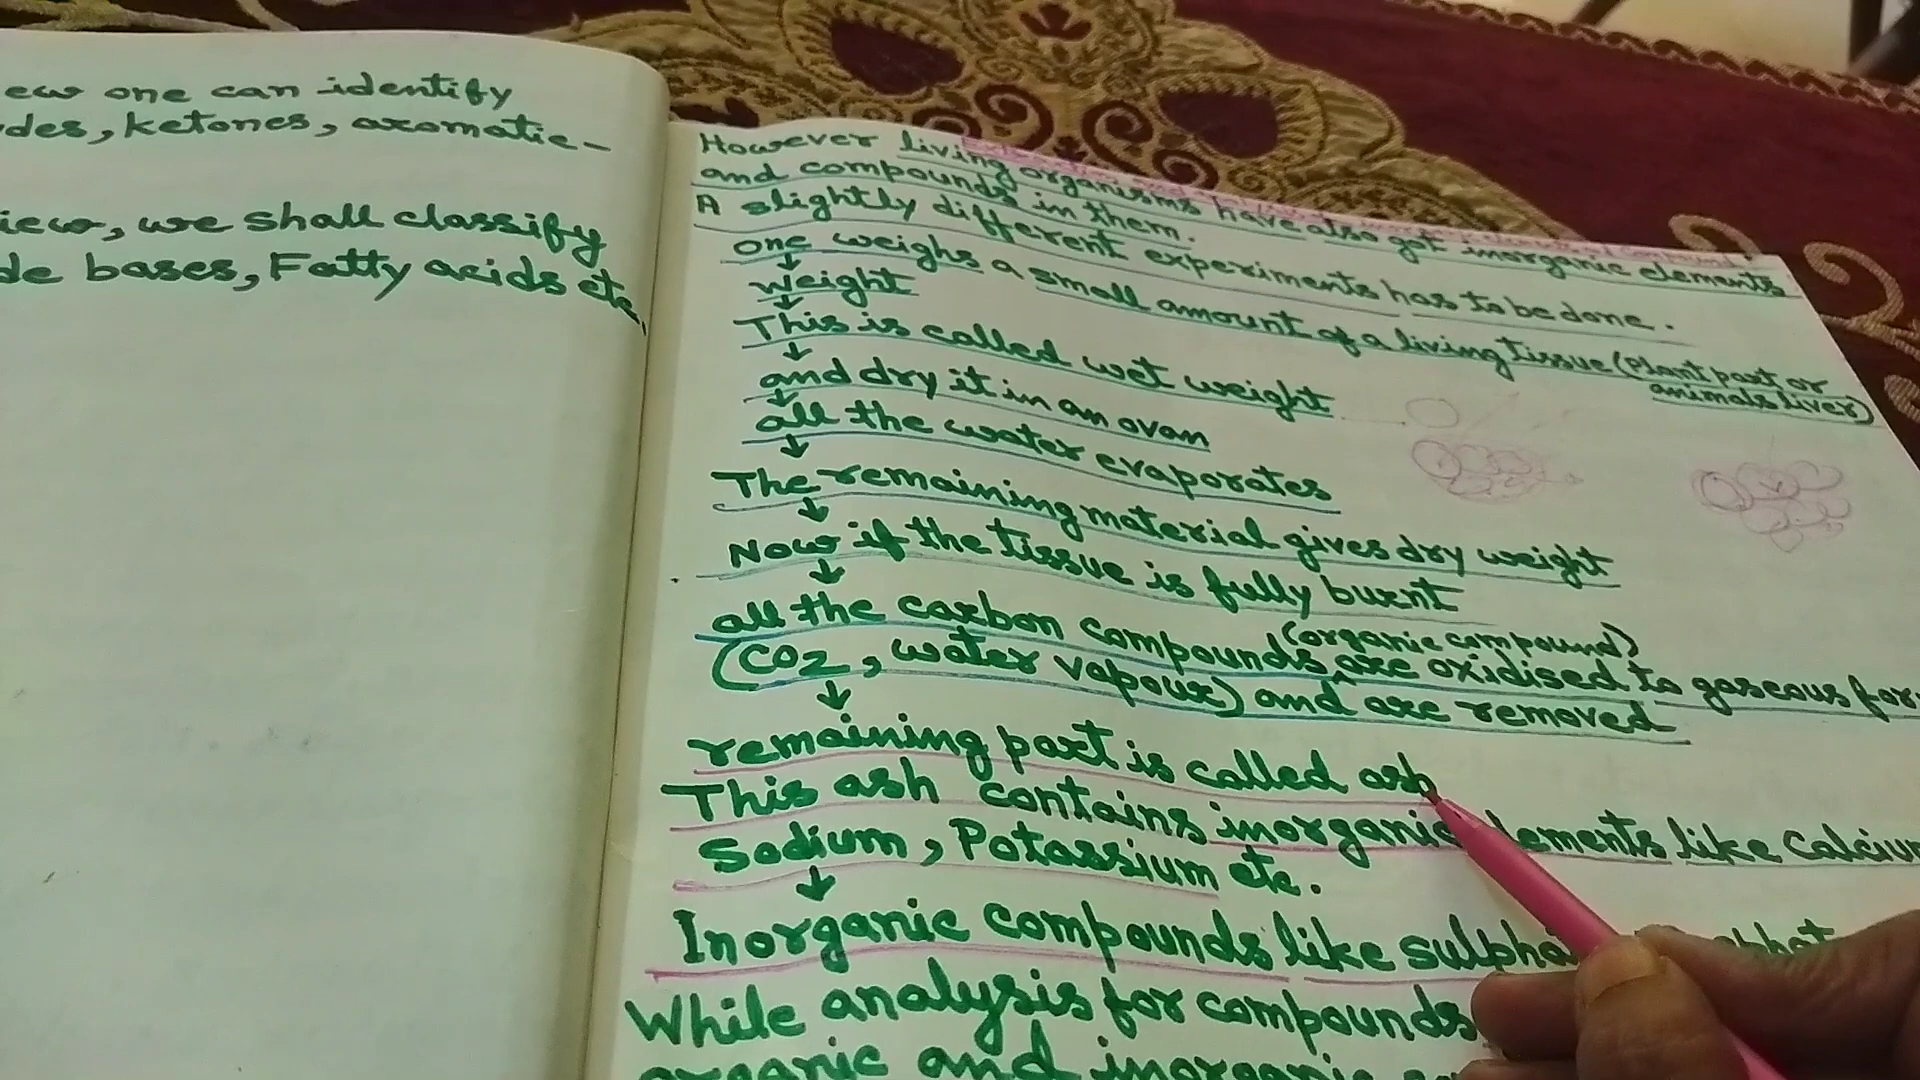 ew one can identify
des, ketones, aromatic-
iew, we shall classify
de bases, Fatty acids etc.
However living organisms have also got inorganic elements
and compounds in them.
A slightly different experiments has to be done.
one weighs a small amount of a living tissue (Plant part or
animals liver)
weight
↓
This is called wet weight
↓
and dry it in an ovan
↓
all the water evaporates
↓
The remaining material gives dry weight
↓
Now if the tissue is fully burnt
↓
all the carbon compounds (organic compound) are oxidised to gaseous for
(CO2, water vapour) and are removed
↓
remaining part is called ash
This ash contains inorganic elements like Calcium
Sodium, Potassium etc.
↓
Inorganic compounds like sulpha
While analysis for compounds
organic and inorganic